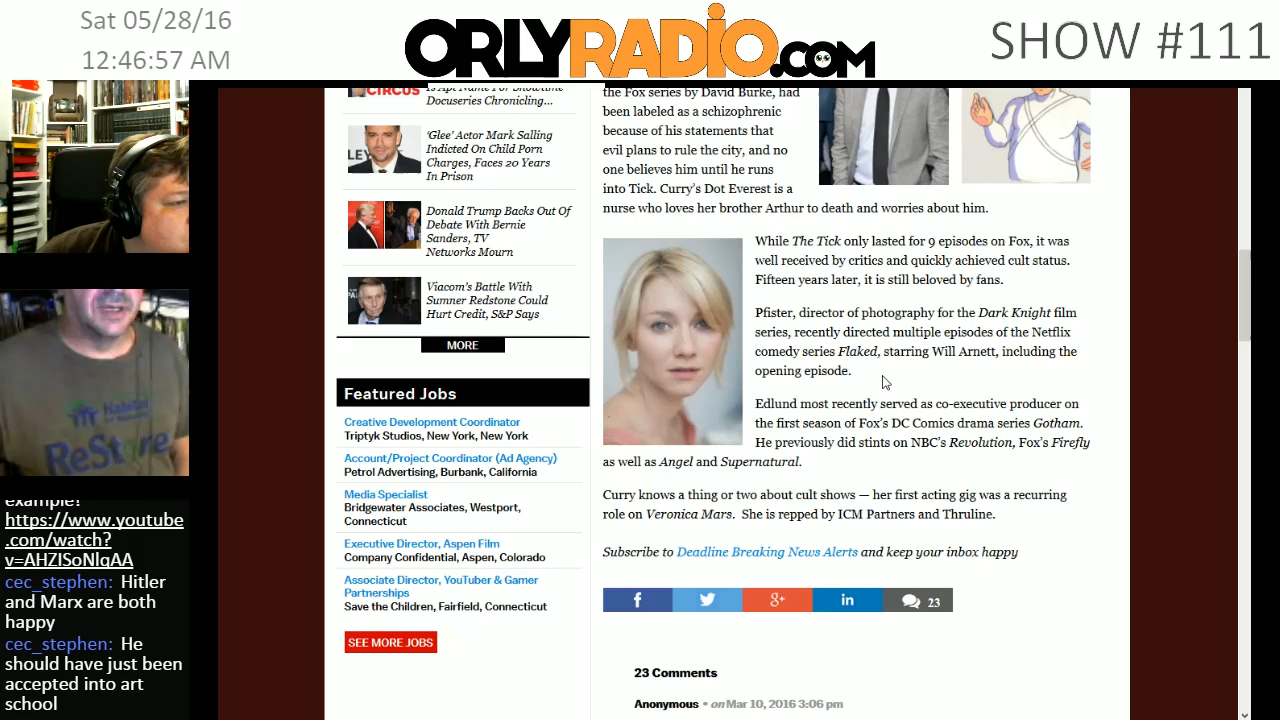 Sat 05/28/16
12:46:57 AM
ORLYRADIO.COM
SHOW #111
CIRCUS
Is Apt Name For Showtime
Docuseries Chronicling...
LEY
'Glee' Actor Mark Salling
Indicted On Child Porn
Charges, Faces 20 Years
In Prison
Donald Trump Backs Out Of
Debate With Bernie
Sanders, TV
Networks Mourn
Viacom's Battle With
Sumner Redstone Could
Hurt Credit, S&P Says
MORE
Featured Jobs
Creative Development Coordinator
Triptyk Studios, New York, New York
Account/Project Coordinator (Ad Agency)
Petrol Advertising, Burbank, California
Media Specialist
Bridgewater Associates, Westport,
Connecticut
Executive Director, Aspen Film
Company Confidential, Aspen, Colorado
Associate Director, YouTube & Gamer
Partnerships
Save the Children, Fairfield, Connecticut
SEE MORE JOBS
the Fox series by David Burke, had
been labeled as a schizophrenic
because of his statements that
evil plans to rule the city, and no
one believes him until he runs
into Tick. Curry's Dot Everest is a
nurse who loves her brother Arthur to death and worries about him.
While The Tick only lasted for 9 episodes on Fox, it was
well received by critics and quickly achieved cult status.
Fifteen years later, it is still beloved by fans.
Pfister, director of photography for the Dark Knight film
series, recently directed multiple episodes of the Netflix
comedy series Flaked, starring Will Arnett, including the
opening episode.
Edlund most recently served as co-executive producer on
the first season of Fox's DC Comics drama series Gotham.
He previously did stints on NBC's Revolution, Fox's Firefly
as well as Angel and Supernatural.
Curry knows a thing or two about cult shows — her first acting gig was a recurring
role on Veronica Mars. She is repped by ICM Partners and Thruline.
Subscribe to Deadline Breaking News Alerts and keep your inbox happy
f
g+
in
23
23 Comments
Anonymous • on Mar 10, 2016 3:06 pm
Habitat
ReStore
example!
https://www.youtube
.com/watch?
v=AHZISoNlgAA
cec_stephen: Hitler
and Marx are both
happy
cec_stephen: He
should have just been
accepted into art
school